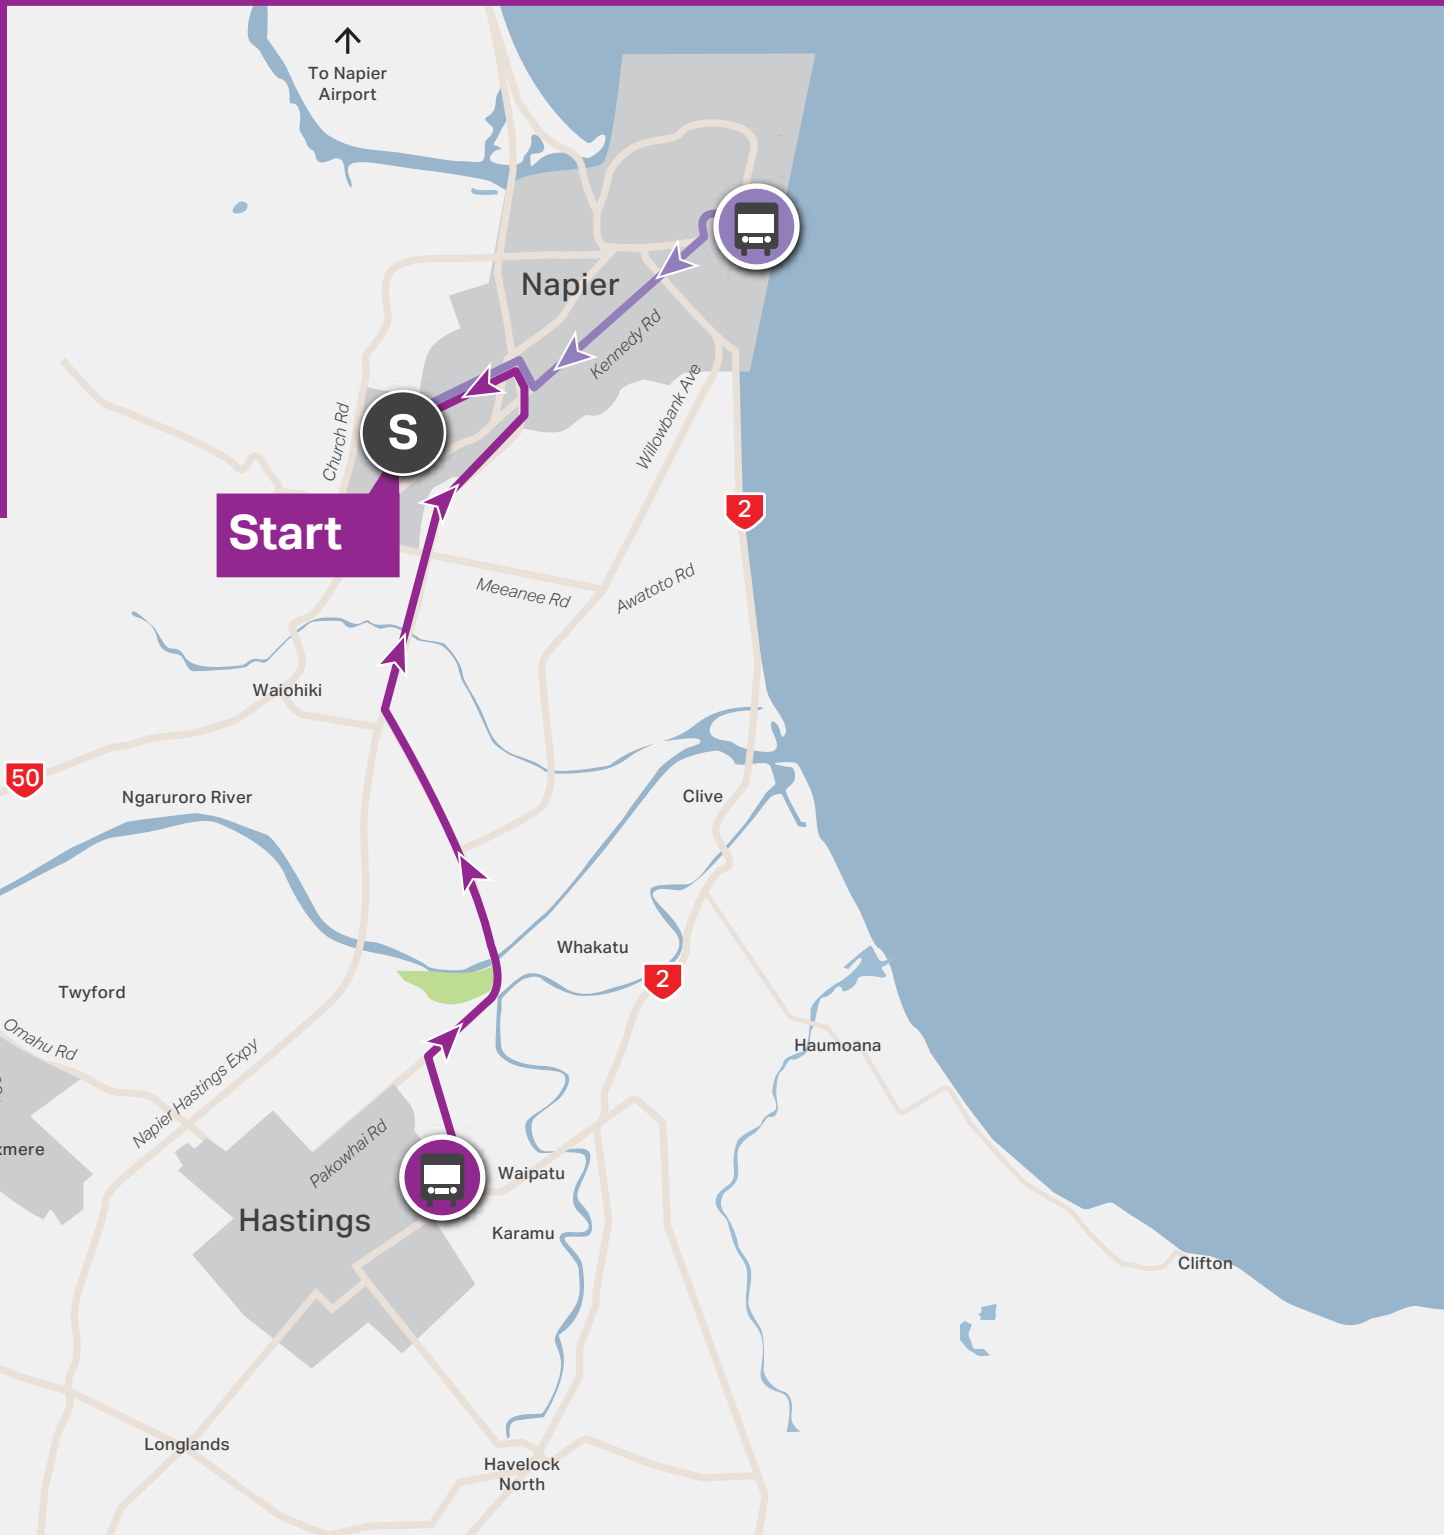 To Napier
Airport
Napier
Kennedy Rd
Willowbank Ave
Church Rd
S
Start
2
Meeanee Rd
Awatoto Rd
Waiohiki
50
Ngaruroro River
Clive
Whakatu
2
Twyford
Omahu Rd
Haumoana
Napier Hastings Expy
Pakowhai Rd
mere
Waipatu
Hastings
Karamu
Clifton
Longlands
Havelock
North